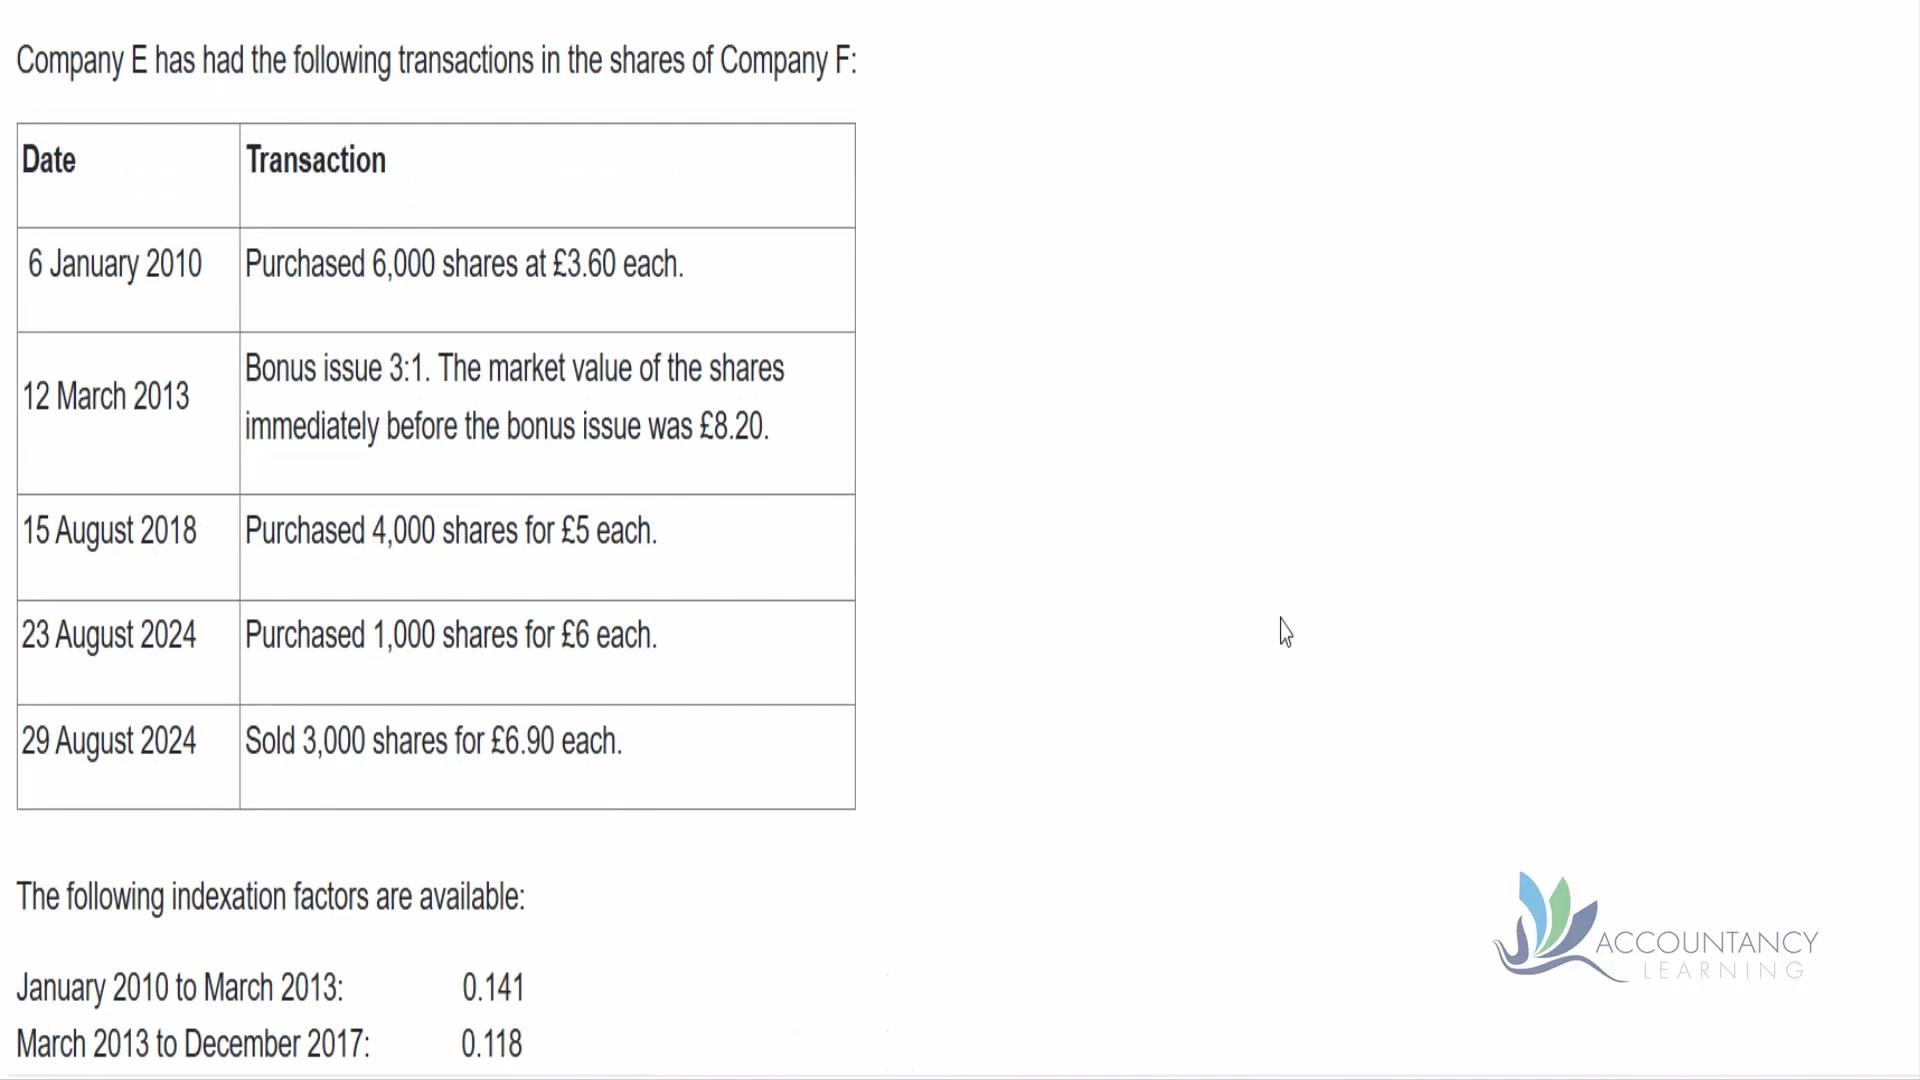 Company E has had the following transactions in the shares of Company F:
Date Transaction
6 January 2010 Purchased 6,000 shares at £3.60 each.
12 March 2013 Bonus issue 3:1. The market value of the shares
immediately before the bonus issue was £8.20.
15 August 2018 Purchased 4,000 shares for £5 each.
23 August 2024 Purchased 1,000 shares for £6 each.
29 August 2024 Sold 3,000 shares for £6.90 each.
The following indexation factors are available:
ACCOUNTANCY
LEARNING
January 2010 to March 2013: 0.141
March 2013 to December 2017: 0.118